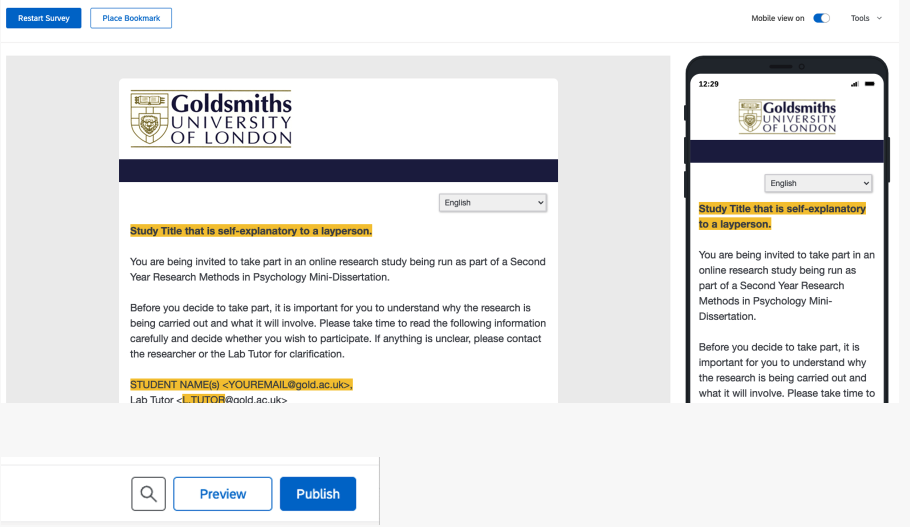 Restart Survey
Place Bookmark
Mobile view on
Tools
Goldsmiths
UNIVERSITY
OF LONDON
English
Study Title that is self-explanatory to a layperson.
You are being invited to take part in an online research study being run as part of a Second
Year Research Methods in Psychology Mini-Dissertation.
Before you decide to take part, it is important for you to understand why the research is
being carried out and what it will involve. Please take time to read the following information
carefully and decide whether you wish to participate. If anything is unclear, please contact
the researcher or the Lab Tutor for clarification.
STUDENT NAME(s) <YOUREMAIL@gold.ac.uk>,
Lab Tutor <L.TUTOR@gold.ac.uk>
12:29
Goldsmiths
UNIVERSITY
OF LONDON
English
Study Title that is self-explanatory
to a layperson.
You are being invited to take part in an
online research study being run as
part of a Second Year Research
Methods in Psychology Mini-
Dissertation.
Before you decide to take part, it is
important for you to understand why
the research is being carried out and
what it will involve. Please take time to
Preview
Publish